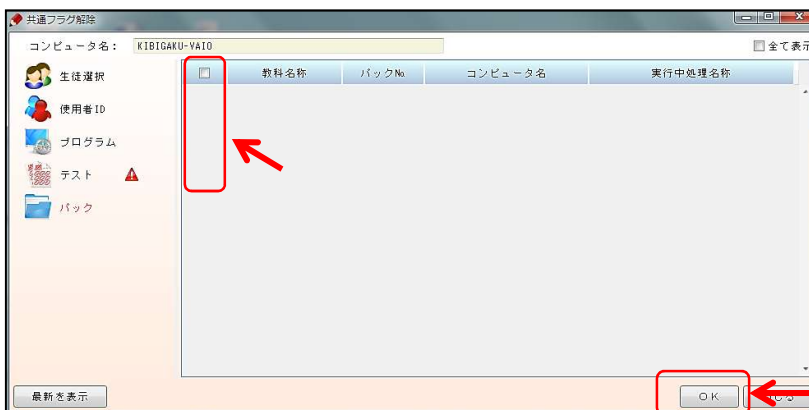 共通フラグ解除
コンピュータ名： KIBIGAKU-VAIO
全て表示
生徒選択
使用者ID
プログラム
テスト
パック
教科名称 パックNo. コンピュータ名 実行中処理名称
最新を表示
OK